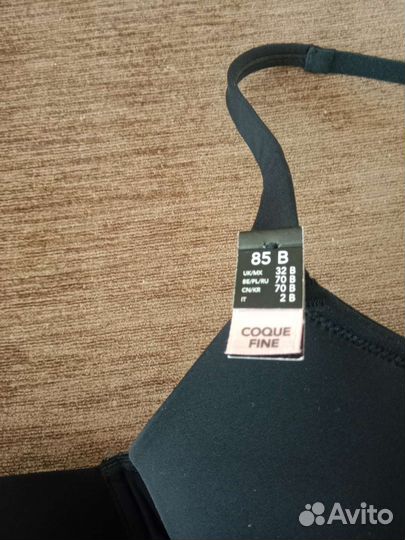 85 B
UK/MX 32 B
BE/PL/RU 70 B
CN/KR 70 B
IT 2 B
COQUE
FINE
Avito